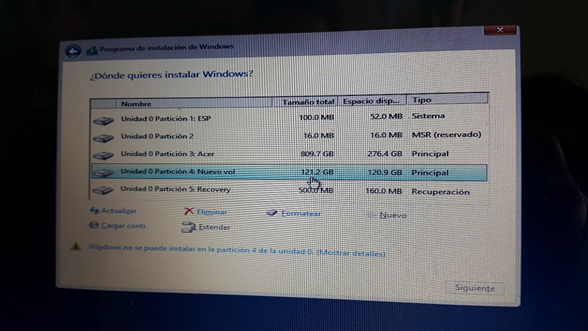 Programa de instalación de Windows
¿Dónde quieres instalar Windows?
Nombre Tamaño total Espacio disp... Tipo
Unidad 0 Partición 1: ESP 100.0 MB 52.0 MB Sistema
Unidad 0 Partición 2 16.0 MB 16.0 MB MSR (reservado)
Unidad 0 Partición 3: Acer 809.7 GB 276.4 GB Principal
Unidad 0 Partición 4: Nuevo vol 121.2 GB 120.9 GB Principal
Unidad 0 Partición 5: Recovery 500.0 MB 160.0 MB Recuperación
Actualizar Eliminar Formatear Nuevo
Cargar contr. Extender
Windows no se puede instalar en la partición 4 de la unidad 0. (Mostrar detalles)
Siguiente